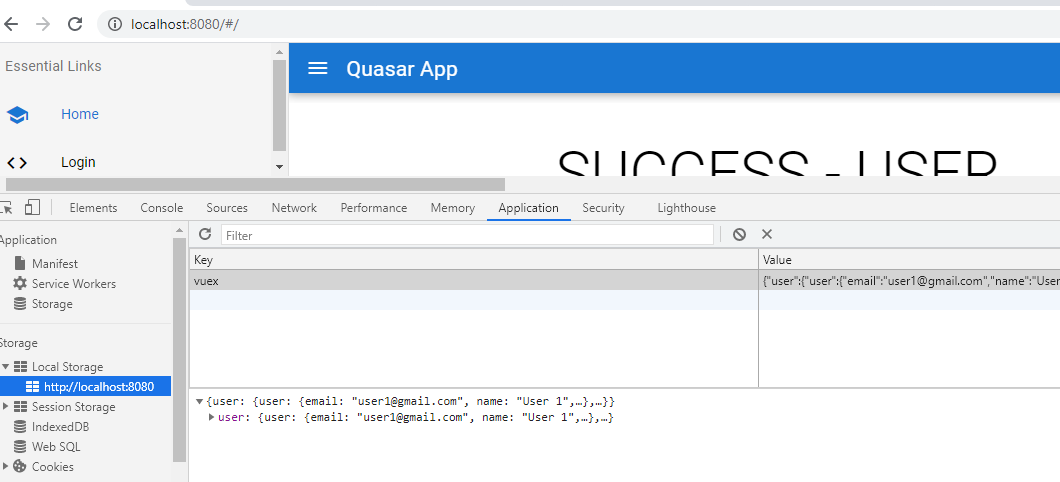 localhost:8080/#/
Essential Links
Quasar App
Home
Login
SUCCESS - USER
Elements Console Sources Network Performance Memory Application Security Lighthouse
Application
Manifest
Service Workers
Storage
Storage
Local Storage
http://localhost:8080
Session Storage
IndexedDB
Web SQL
Cookies
Filter
Key Value
vuex {"user":{"user":{"email":"user1@gmail.com","name":"User
{user: {user: {email: "user1@gmail.com", name: "User 1",…},…}}
user: {user: {email: "user1@gmail.com", name: "User 1",…},…}